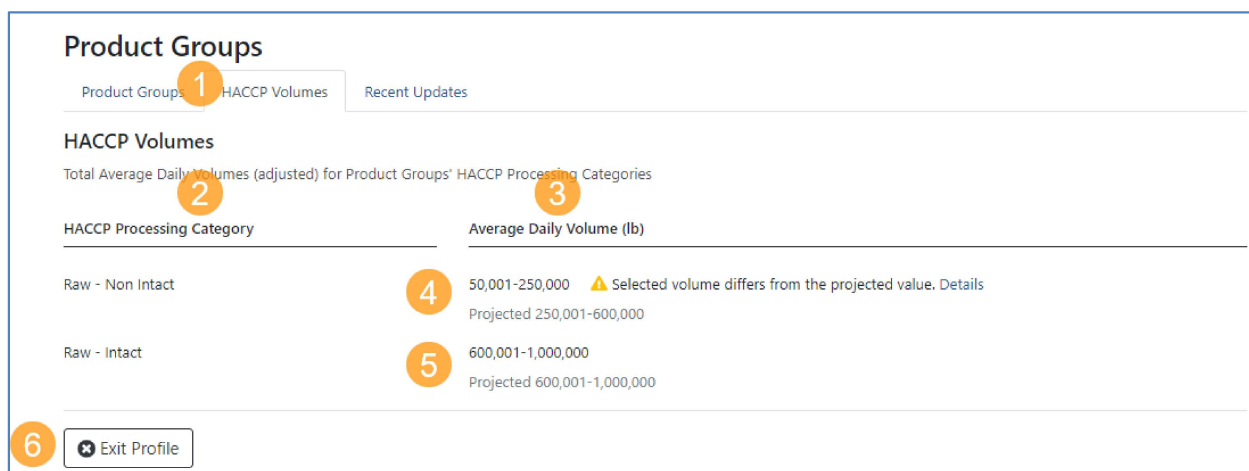 Product Groups
Product Groups 1 HACCP Volumes Recent Updates
HACCP Volumes
Total Average Daily Volumes (adjusted) for Product Groups' HACCP Processing Categories
2 3
HACCP Processing Category Average Daily Volume (lb)
Raw - Non Intact 4 50,001-250,000 Selected volume differs from the projected value. Details
Projected 250,001-600,000
Raw - Intact 5 600,001-1,000,000
Projected 600,001-1,000,000
6 Exit Profile